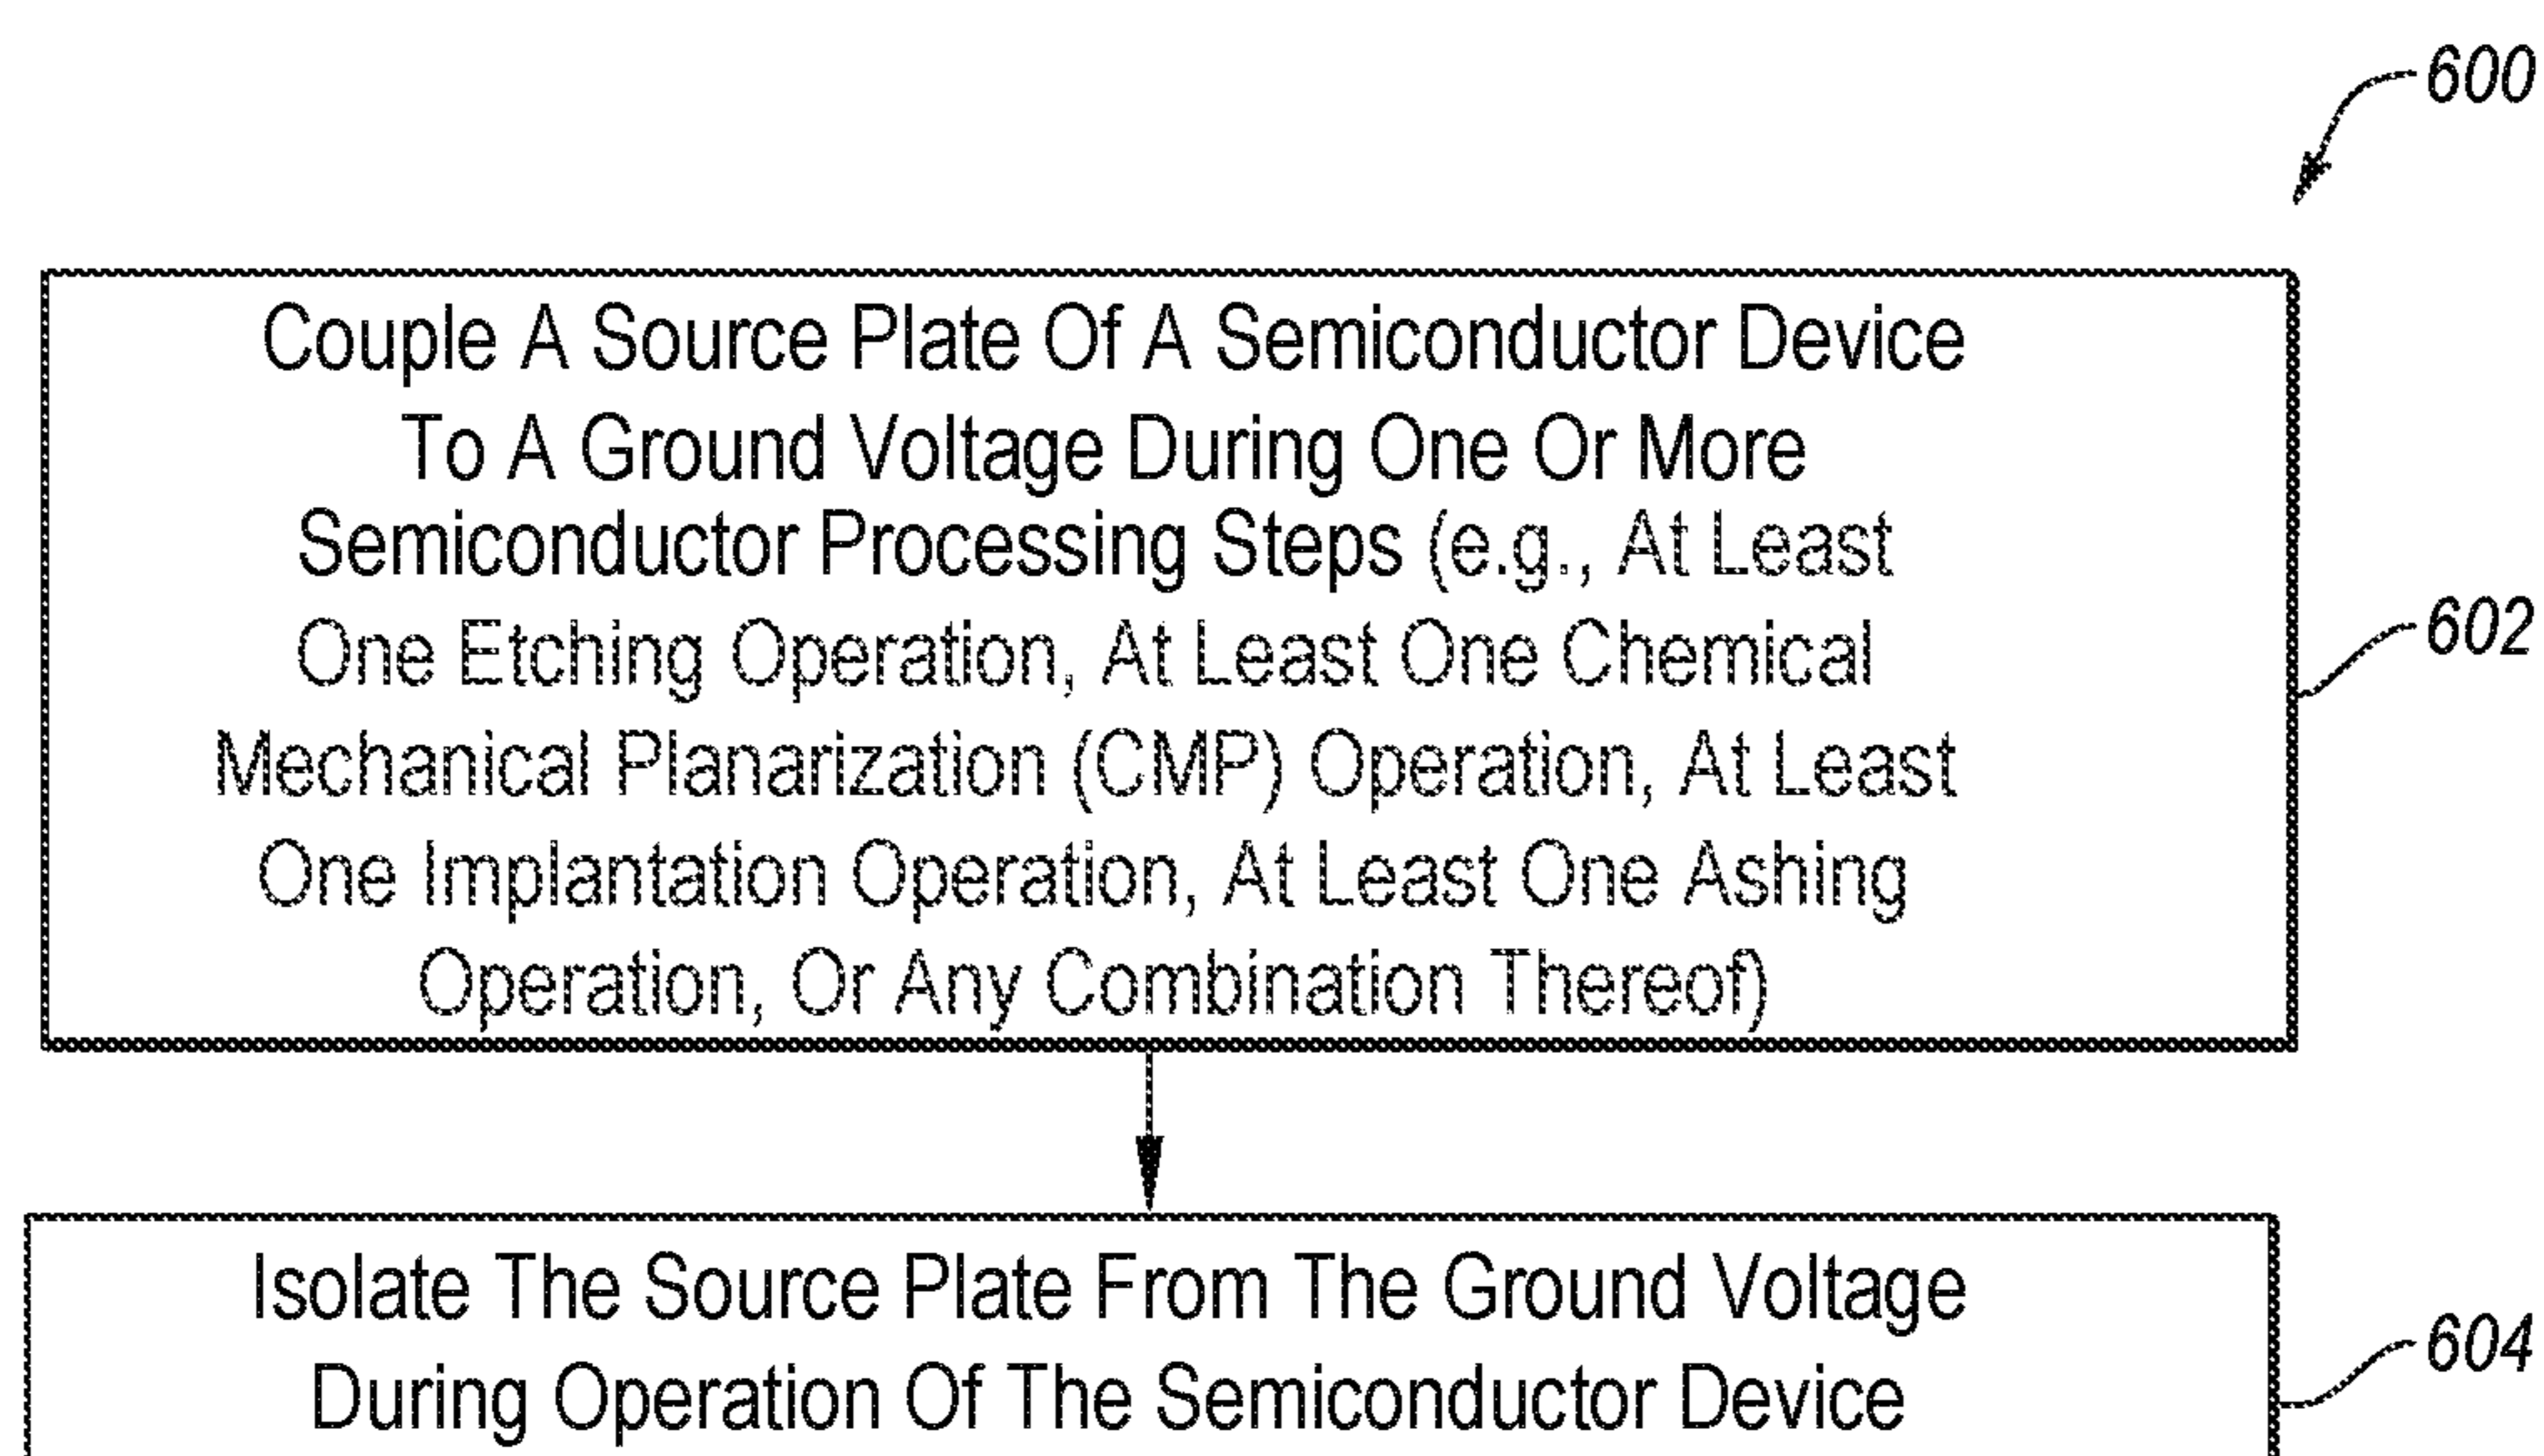 600
Couple A Source Plate Of A Semiconductor Device
To A Ground Voltage During One Or More
Semiconductor Processing Steps (e.g., At Least
One Etching Operation, At Least One Chemical
Mechanical Planarization (CMP) Operation, At Least
One Implantation Operation, At Least One Ashing
Operation, Or Any Combination Thereof)
602
Isolate The Source Plate From The Ground Voltage
During Operation Of The Semiconductor Device
604